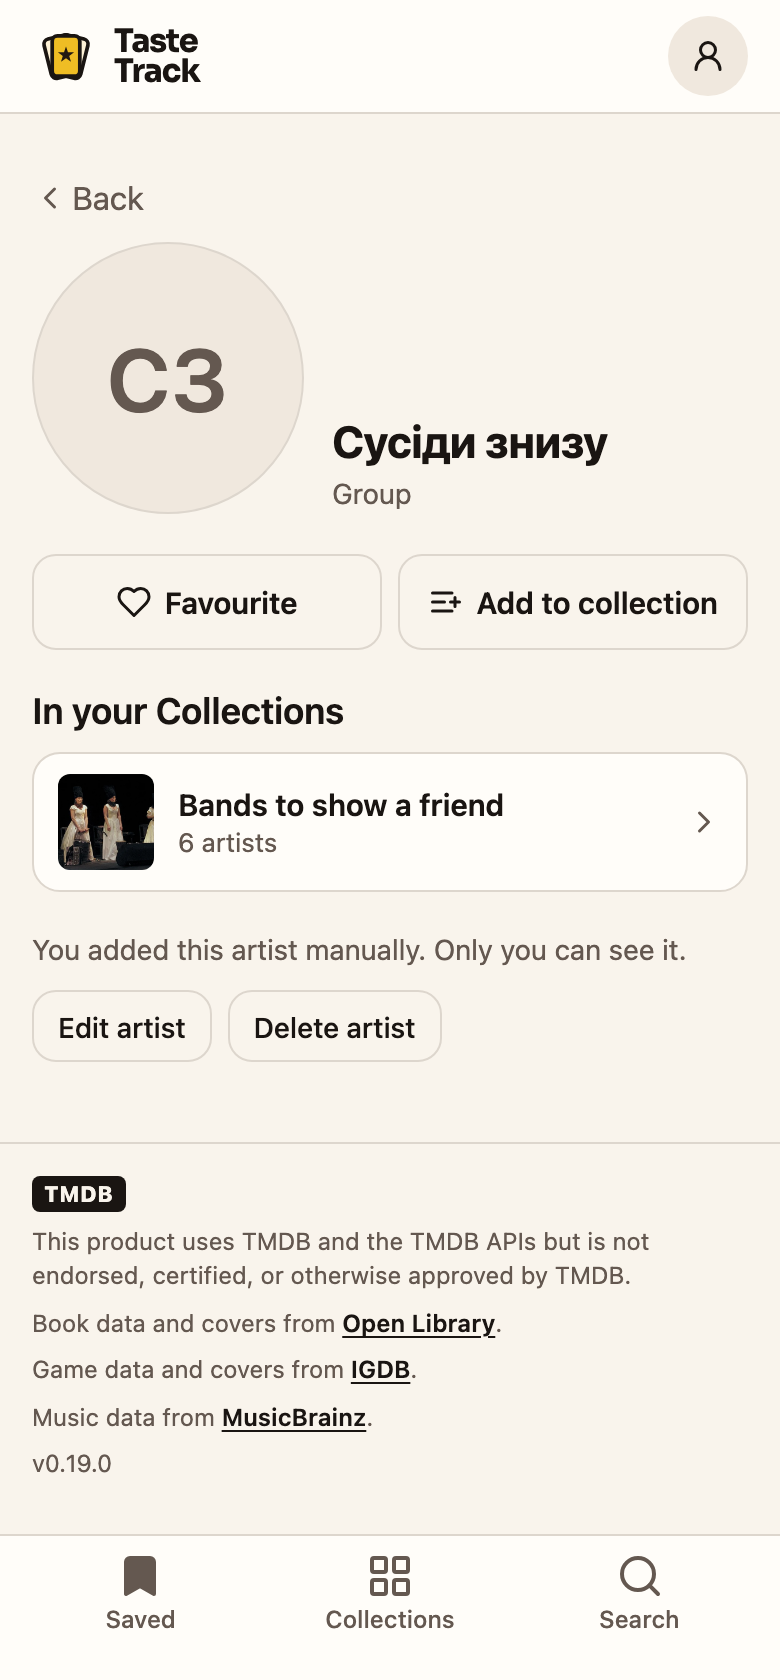 Taste
Track
Back
СЗ
Сусіди знизу
Group
Favourite
Add to collection
In your Collections
Bands to show a friend
6 artists
You added this artist manually. Only you can see it.
Edit artist
Delete artist
TMDB
This product uses TMDB and the TMDB APIs but is not
endorsed, certified, or otherwise approved by TMDB.
Book data and covers from Open Library.
Game data and covers from IGDB.
Music data from MusicBrainz.
v0.19.0
Saved
Collections
Search